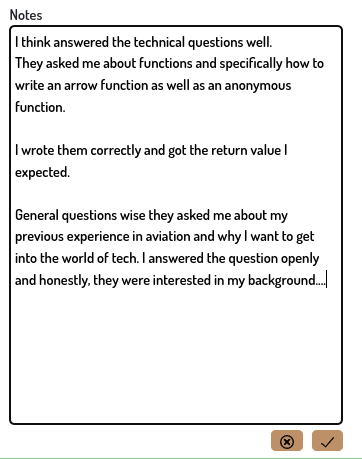 Notes
I think answered the technical questions well.
They asked me about functions and specifically how to
write an arrow function as well as an anonymous
function.
I wrote them correctly and got the return value I
expected.
General questions wise they asked me about my
previous experience in aviation and why I want to get
into the world of tech. I answered the question openly
and honestly, they were interested in my background....